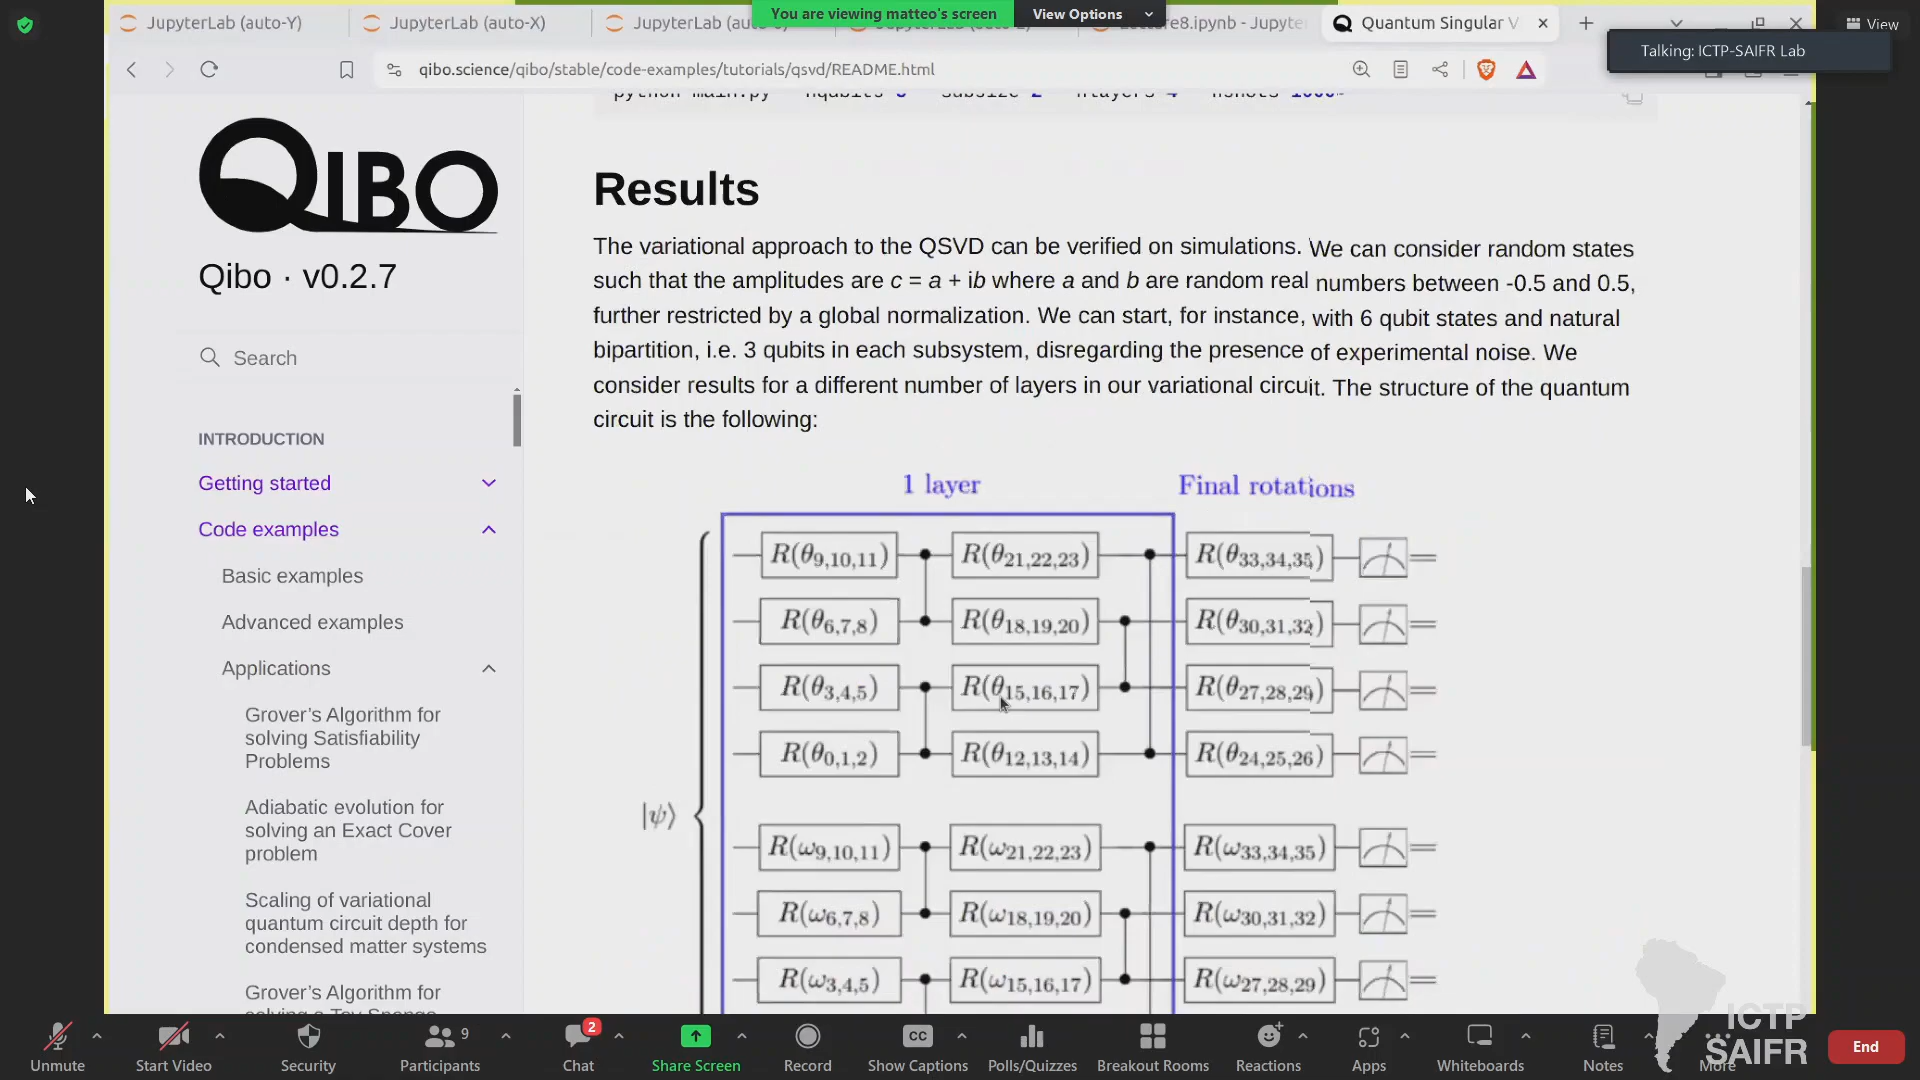 You are viewing matteo's screen
View Options
View
JupyterLab (auto-Y)
JupyterLab (auto-X)
JupyterLab
ecture8.ipynb - Jupyte
Quantum Singular V
Talking: ICTP-SAIFR Lab
qibo.science/qibo/stable/code-examples/tutorials/qsvd/README.html
QIBO
Qibo · v0.2.7
Search
INTRODUCTION
Getting started
Code examples
Basic examples
Advanced examples
Applications
Grover's Algorithm for
solving Satisfiability
Problems
Adiabatic evolution for
solving an Exact Cover
problem
Scaling of variational
quantum circuit depth for
condensed matter systems
Grover's Algorithm for
Results
The variational approach to the QSVD can be verified on simulations. We can consider random states
such that the amplitudes are c = a + ib where a and b are random real numbers between -0.5 and 0.5,
further restricted by a global normalization. We can start, for instance, with 6 qubit states and natural
bipartition, i.e. 3 qubits in each subsystem, disregarding the presence of experimental noise. We
consider results for a different number of layers in our variational circuit. The structure of the quantum
circuit is the following:
1 layer Final rotations
R(θ9,10,11) R(θ21,22,23) R(θ33,34,35)
R(θ6,7,8) R(θ18,19,20) R(θ30,31,32)
R(θ3,4,5) R(θ15,16,17) R(θ27,28,29)
R(θ0,1,2) R(θ12,13,14) R(θ24,25,26)
|ψ⟩
R(ω9,10,11) R(ω21,22,23) R(ω33,34,35)
R(ω6,7,8) R(ω18,19,20) R(ω30,31,32)
R(ω3,4,5) R(ω15,16,17) R(ω27,28,29)
ICTP
SAIFR
9
2
CC
Unmute
Start Video
Security
Participants
Chat
Share Screen
Record
Show Captions
Polls/Quizzes
Breakout Rooms
Reactions
Apps
Whiteboards
Notes
More
End